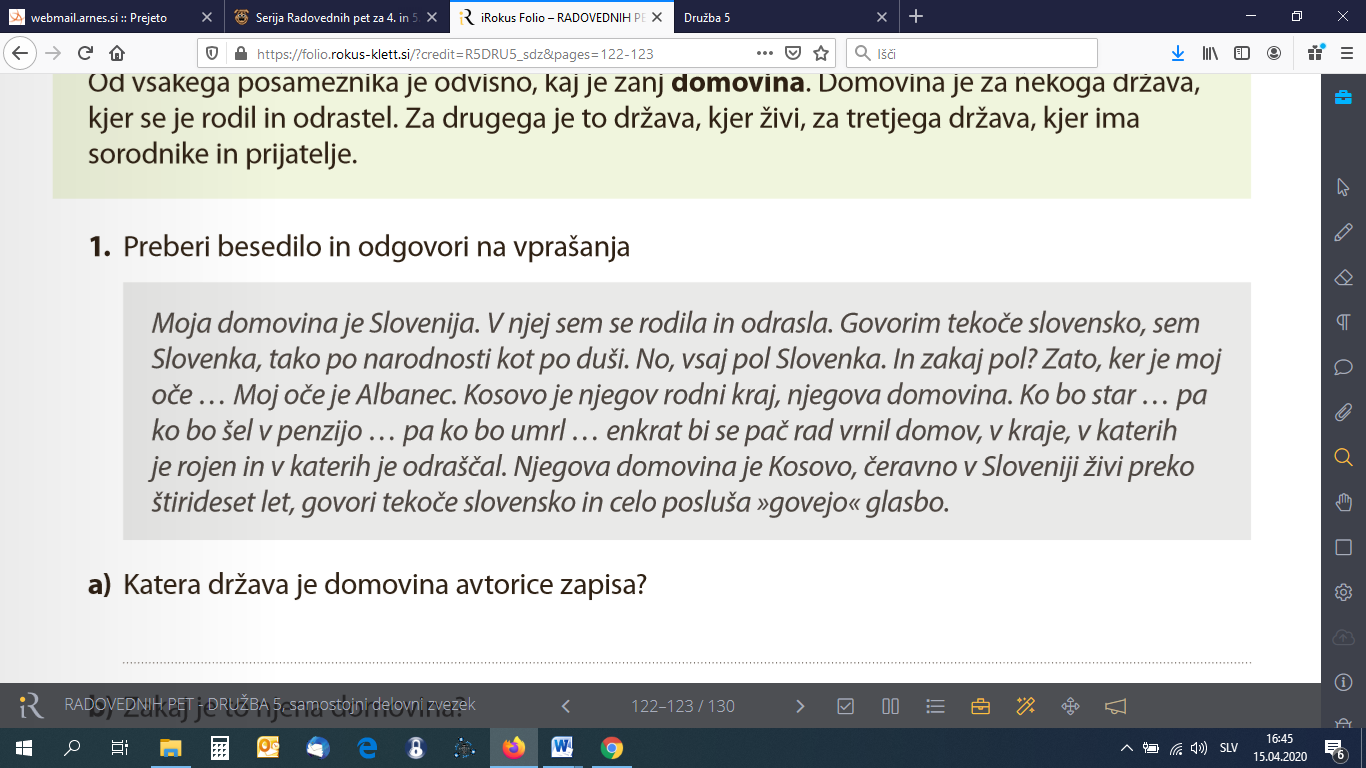 webmail.arnes.si :: Prejeto
Serija Radovednih pet za 4. in 5.
iRokus Folio – RADOVEDNIH PE
Družba 5
https://folio.rokus-klett.si/?credit=R5DRU5_sdz&pages=122-123
Išči
Od vsakega posameznika je odvisno, kaj je zanj domovina. Domovina je za nekoga država,
kjer se je rodil in odrastel. Za drugega je to država, kjer živi, za tretjega država, kjer ima
sorodnike in prijatelje.
1. Preberi besedilo in odgovori na vprašanja
Moja domovina je Slovenija. V njej sem se rodila in odrasla. Govorim tekoče slovensko, sem
Slovenka, tako po narodnosti kot po duši. No, vsaj pol Slovenka. In zakaj pol? Zato, ker je moj
oče … Moj oče je Albanec. Kosovo je njegov rodni kraj, njegova domovina. Ko bo star … pa
ko bo šel v penzijo … pa ko bo umrl … enkrat bi se pač rad vrnil domov, v kraje, v katerih
je rojen in v katerih je odraščal. Njegova domovina je Kosovo, čeravno v Sloveniji živi preko
štirideset let, govori tekoče slovensko in celo posluša »govejo« glasbo.
a) Katera država je domovina avtorice zapisa?
b) Zakaj je to njena domovina?
RADOVEDNIH PET - DRUŽBA 5, samostojni delovni zvezek
122–123 / 130
SLV
16:45
15.04.2020
6